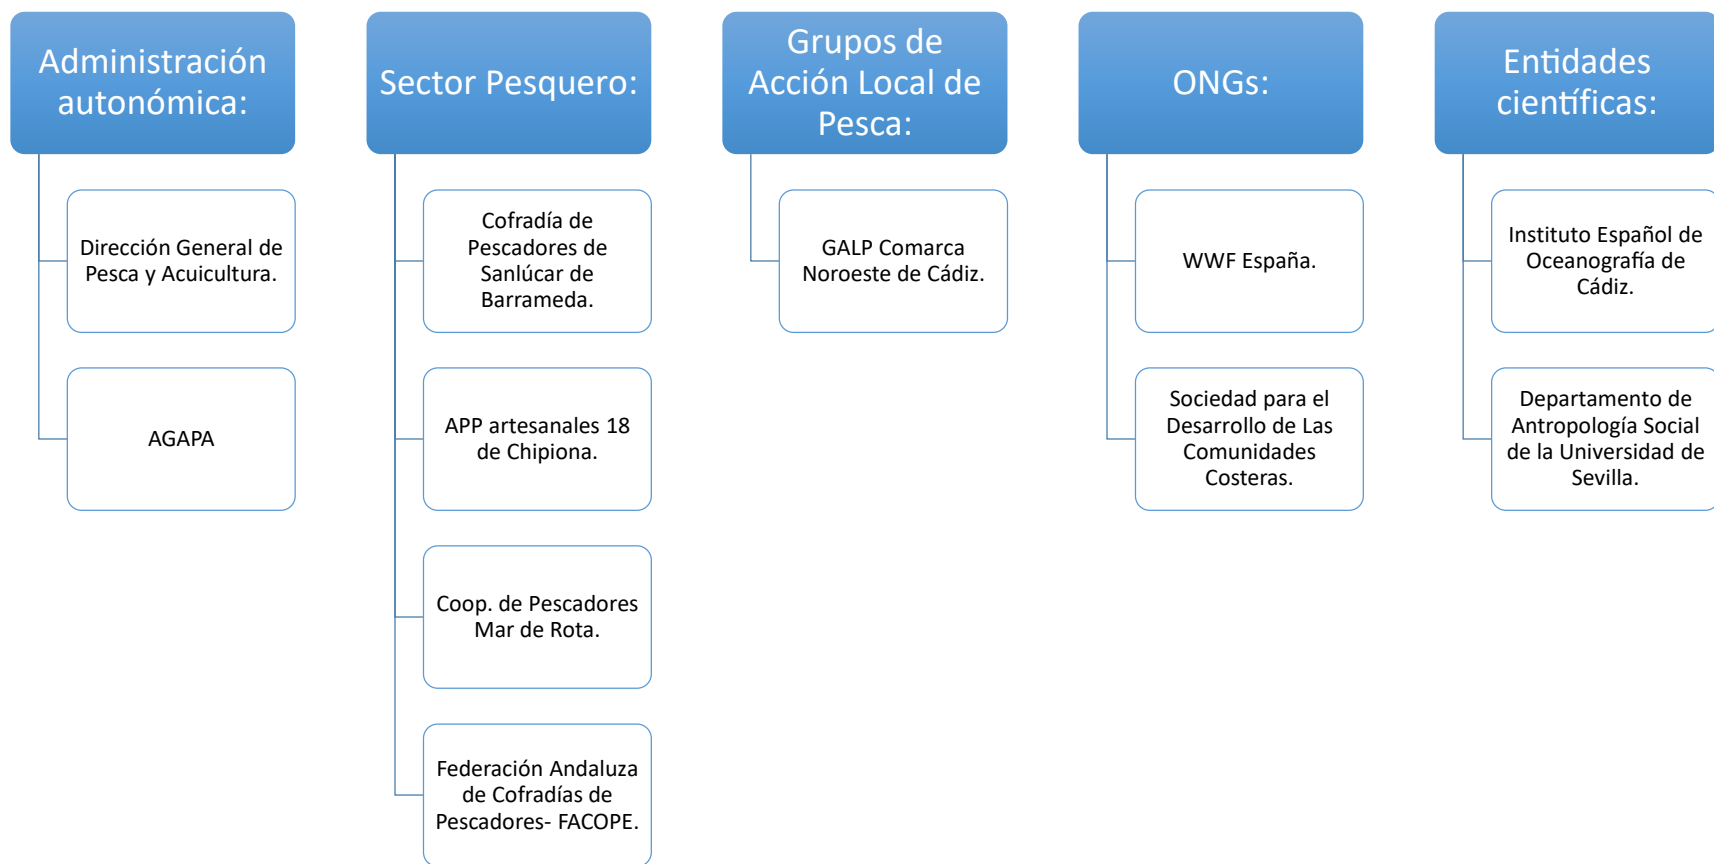 Administración
autonómica:
Dirección General de
Pesca y Acuicultura.
AGAPA
Sector Pesquero:
Cofradía de
Pescadores de
Sanlúcar de
Barrameda.
APP artesanales 18
de Chipiona.
Coop. de Pescadores
Mar de Rota.
Federación Andaluza
de Cofradías de
Pescadores- FACOPE.
Grupos de
Acción Local de
Pesca:
GALP Comarca
Noroeste de Cádiz.
ONGs:
WWF España.
Sociedad para el
Desarrollo de Las
Comunidades
Costeras.
Entidades
científicas:
Instituto Español de
Oceanografía de
Cádiz.
Departamento de
Antropología Social
de la Universidad de
Sevilla.